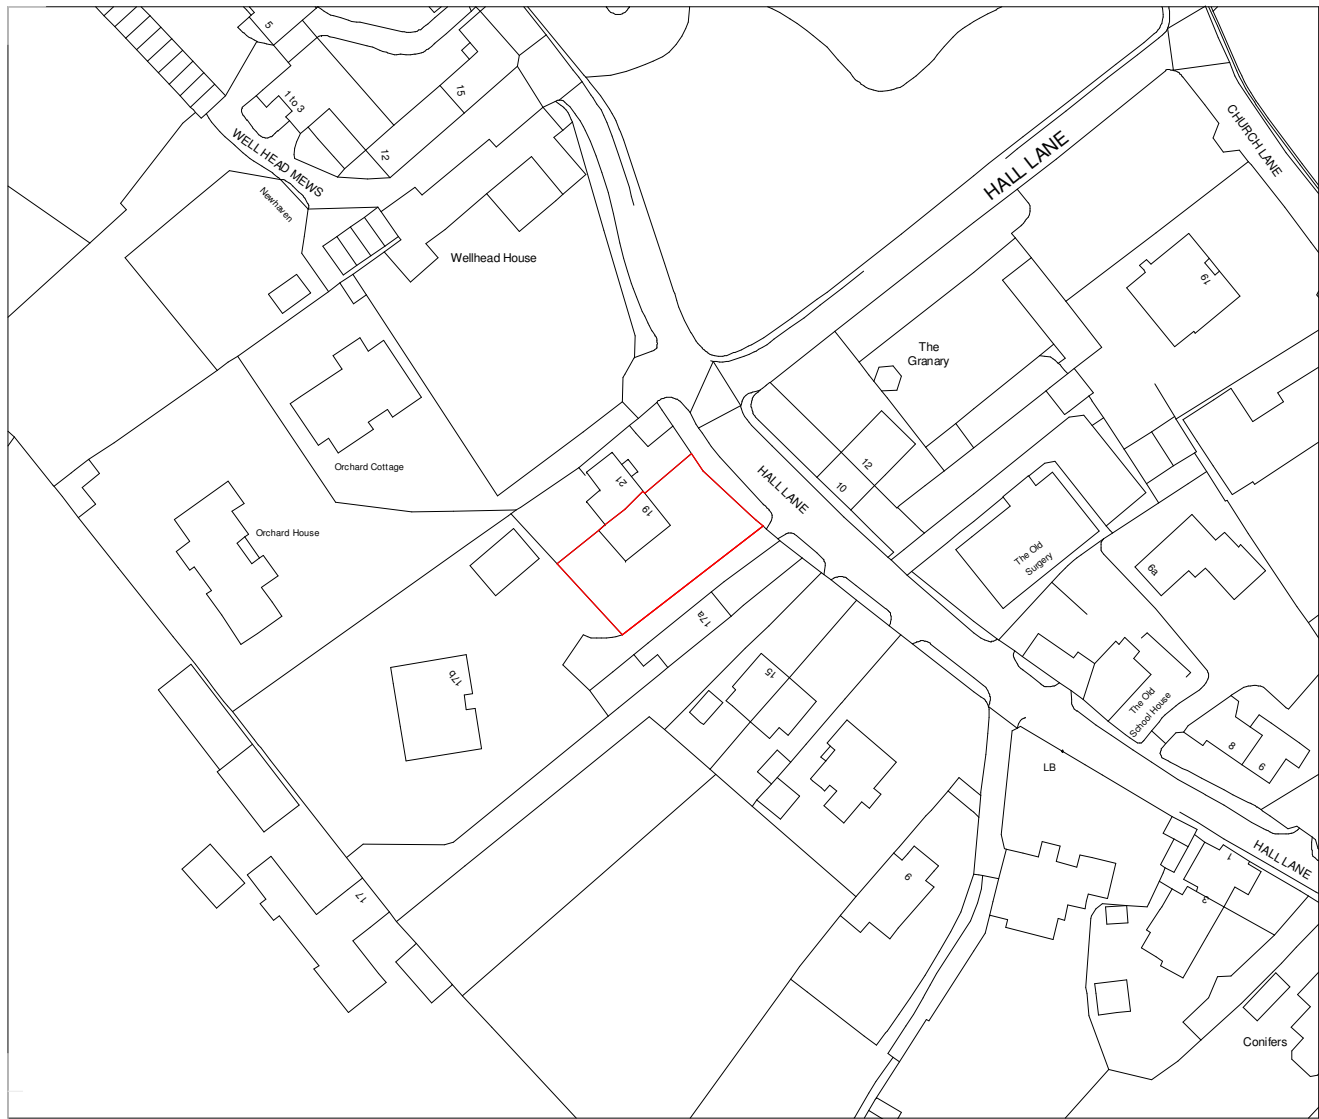 5
1 to 3
15
12
WELLHEAD MEWS
Newhaven
Wellhead House
HALL LANE
CHURCH LANE
19
The
Granary
Orchard Cottage
Orchard House
21
19
HALL LANE
12
10
The Old
Surgery
6a
17a
17b
15
The Old
School House
8
6
LB
9
17
HALL LANE
1
3
Conifers